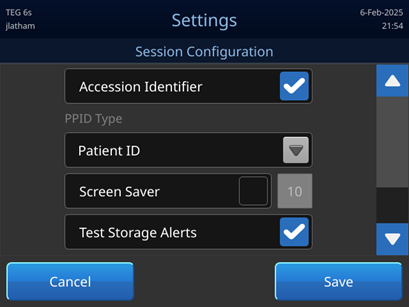 TEG 6s
jlatham
Settings
6-Feb-2025
21:54
Session Configuration
Accession Identifier
PPID Type
Patient ID
Screen Saver
10
Test Storage Alerts
Cancel
Save